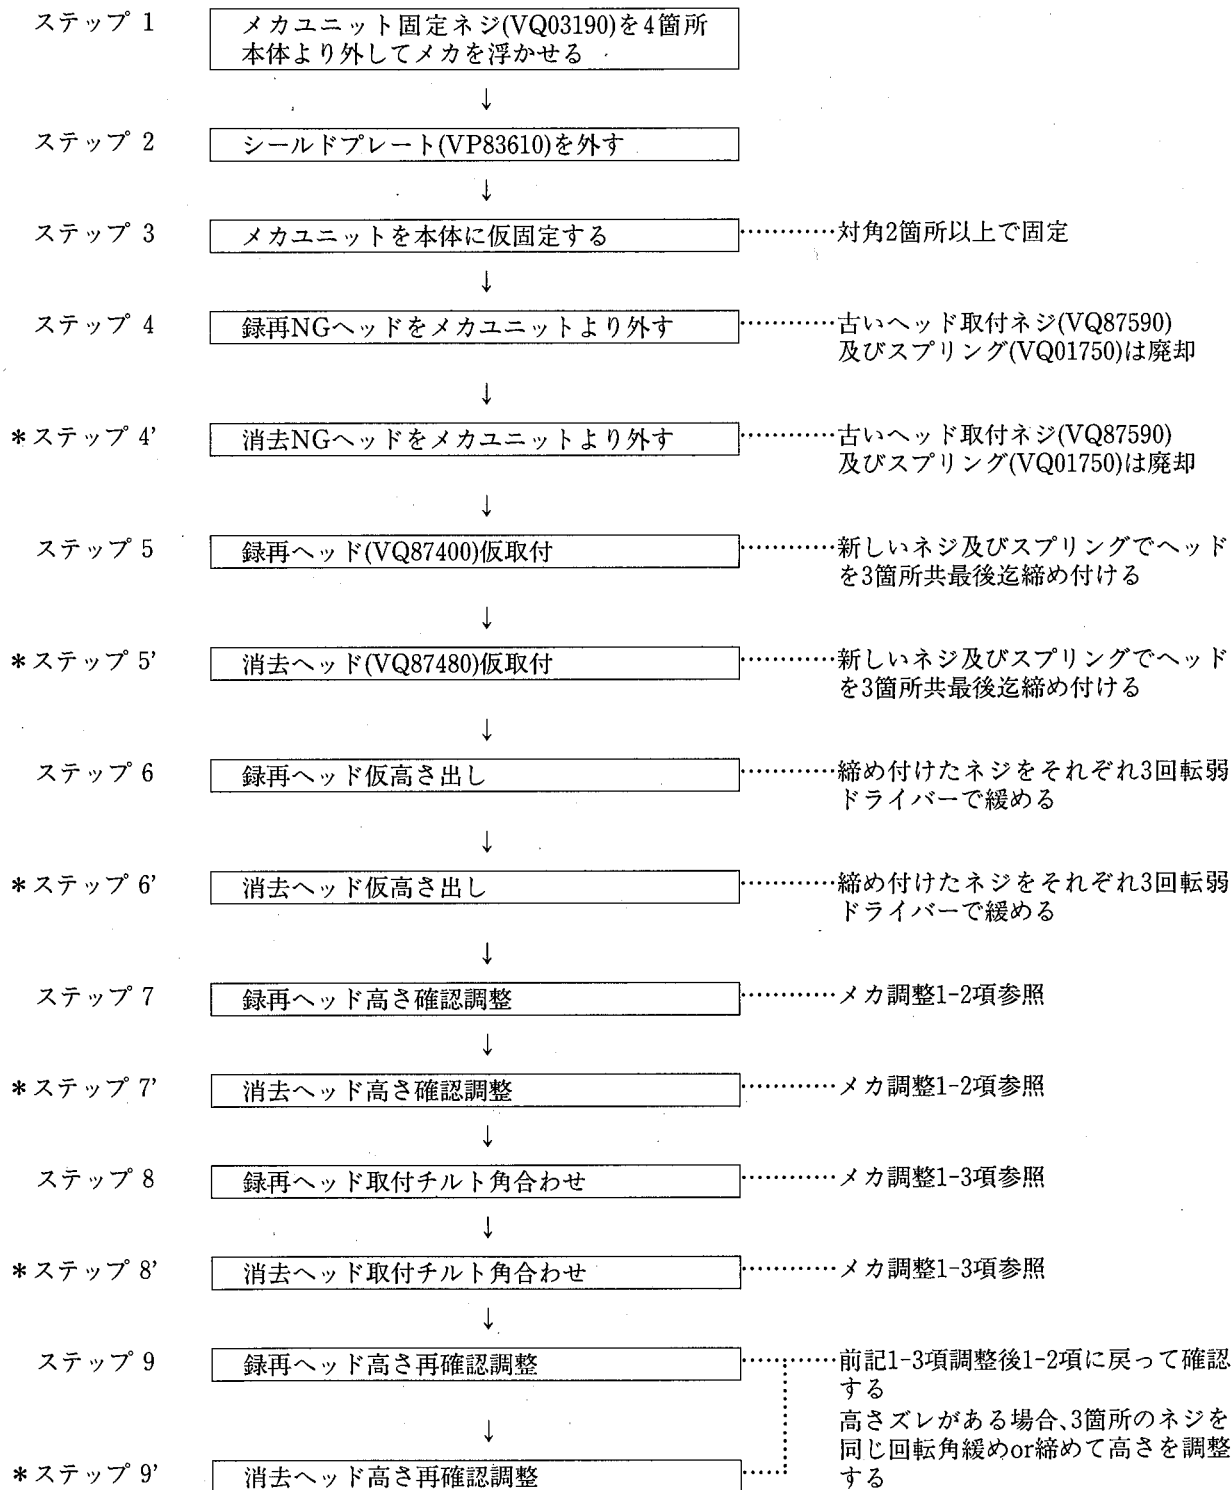 ステップ 1
メカユニット固定ネジ(VQ03190)を4箇所
本体より外してメカを浮かせる
↓
ステップ 2
シールドプレート(VP83610)を外す
↓
ステップ 3
メカユニットを本体に仮固定する
…………対角2箇所以上で固定
↓
ステップ 4
録再NGヘッドをメカユニットより外す
…………古いヘッド取付ネジ(VQ87590)
及びスプリング(VQ01750)は廃却
↓
*ステップ 4'
消去NGヘッドをメカユニットより外す
…………古いヘッド取付ネジ(VQ87590)
及びスプリング(VQ01750)は廃却
↓
ステップ 5
録再ヘッド(VQ87400)仮取付
…………新しいネジ及びスプリングでヘッド
を3箇所共最後迄締め付ける
↓
*ステップ 5'
消去ヘッド(VQ87480)仮取付
…………新しいネジ及びスプリングでヘッド
を3箇所共最後迄締め付ける
↓
ステップ 6
録再ヘッド仮高さ出し
…………締め付けたネジをそれぞれ3回転弱
ドライバーで緩める
↓
*ステップ 6'
消去ヘッド仮高さ出し
…………締め付けたネジをそれぞれ3回転弱
ドライバーで緩める
↓
ステップ 7
録再ヘッド高さ確認調整
…………メカ調整1-2項参照
↓
*ステップ 7'
消去ヘッド高さ確認調整
…………メカ調整1-2項参照
↓
ステップ 8
録再ヘッド取付チルト角合わせ
…………メカ調整1-3項参照
↓
*ステップ 8'
消去ヘッド取付チルト角合わせ
…………メカ調整1-3項参照
↓
ステップ 9
録再ヘッド高さ再確認調整
…………前記1-3項調整後1-2項に戻って確認
する
高さズレがある場合、3箇所のネジを
同じ回転角緩めor締めて高さを調整
する
↓
*ステップ 9'
消去ヘッド高さ再確認調整